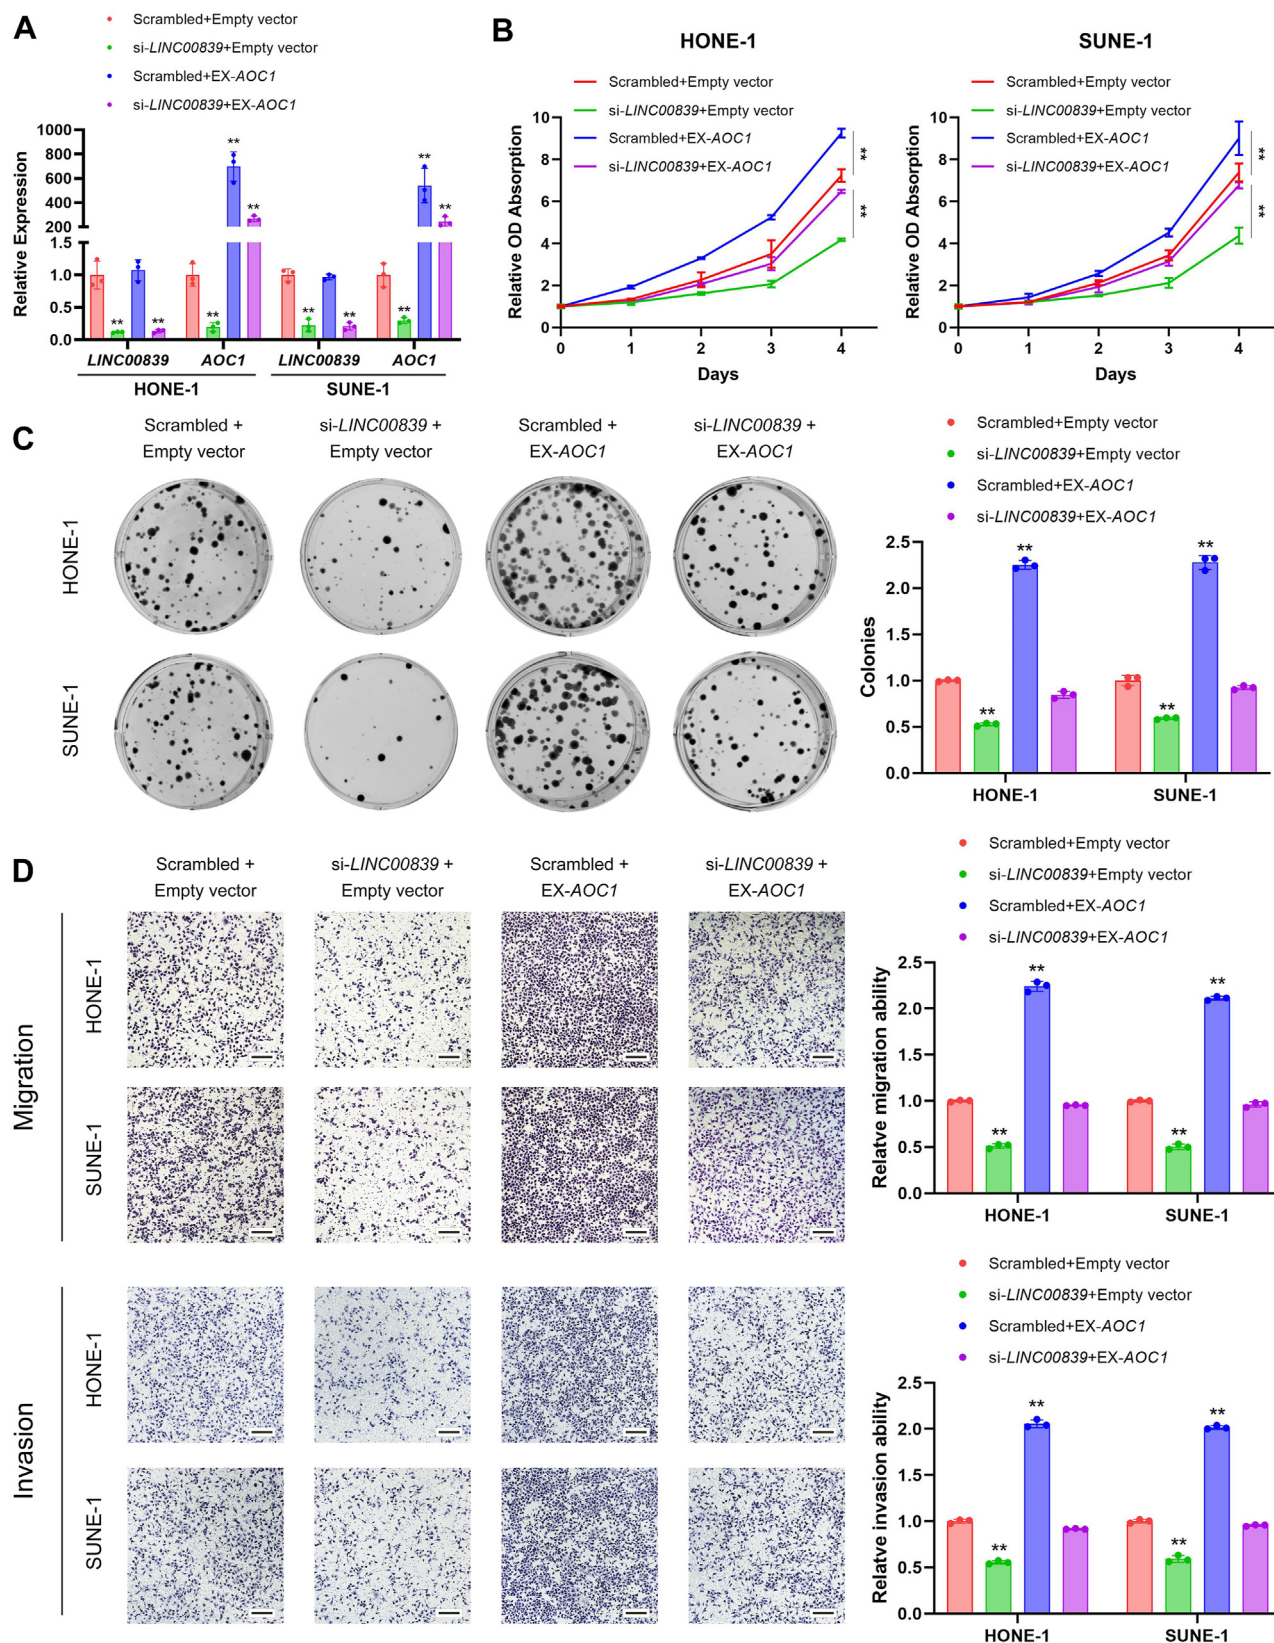 A
Scrambled+Empty vector
si-LINC00839+Empty vector
Scrambled+EX-AOC1
si-LINC00839+EX-AOC1
Relative Expression
1000
800
600
400
200
1.5
1.0
0.5
0.0
** ** ** ** ** ** ** ** ** **
LINC00839 AOC1 LINC00839 AOC1
HONE-1 SUNE-1
B
HONE-1
Scrambled+Empty vector
si-LINC00839+Empty vector
Scrambled+EX-AOC1
si-LINC00839+EX-AOC1
Relative OD Absorption
10
8
6
4
2
0
**
**
0 1 2 3 4
Days
SUNE-1
Scrambled+Empty vector
si-LINC00839+Empty vector
Scrambled+EX-AOC1
si-LINC00839+EX-AOC1
Relative OD Absorption
10
8
6
4
2
0
**
**
0 1 2 3 4
Days
C
Scrambled +
Empty vector
si-LINC00839 +
Empty vector
Scrambled +
EX-AOC1
si-LINC00839 +
EX-AOC1
HONE-1
SUNE-1
Scrambled+Empty vector
si-LINC00839+Empty vector
Scrambled+EX-AOC1
si-LINC00839+EX-AOC1
Colonies
2.5
2.0
1.5
1.0
0.5
0.0
** ** ** **
HONE-1 SUNE-1
D
Scrambled +
Empty vector
si-LINC00839 +
Empty vector
Scrambled +
EX-AOC1
si-LINC00839 +
EX-AOC1
Migration
HONE-1
SUNE-1
Scrambled+Empty vector
si-LINC00839+Empty vector
Scrambled+EX-AOC1
si-LINC00839+EX-AOC1
Relatve migration ability
2.5
2.0
1.5
1.0
0.5
0.0
** ** ** **
HONE-1 SUNE-1
Invasion
HONE-1
SUNE-1
Scrambled+Empty vector
si-LINC00839+Empty vector
Scrambled+EX-AOC1
si-LINC00839+EX-AOC1
Relatve invasion ability
2.5
2.0
1.5
1.0
0.5
0.0
** ** ** **
HONE-1 SUNE-1